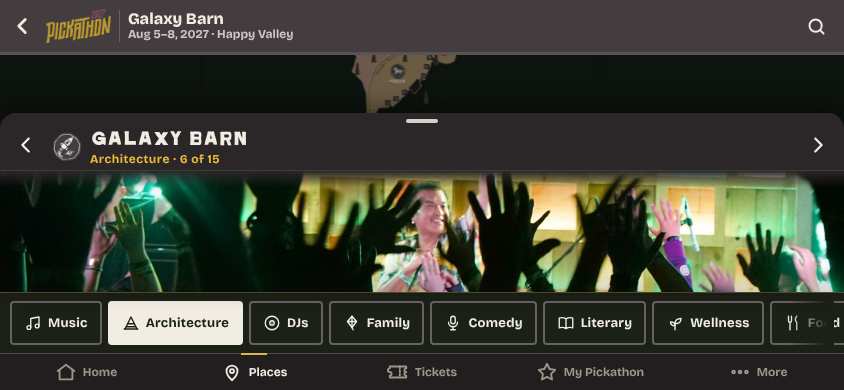 PICKATHON
Galaxy Barn
Aug 5–8, 2027 · Happy Valley
GALAXY BARN
Architecture · 6 of 15
Music
Architecture
DJs
Family
Comedy
Literary
Wellness
Food
Home
Places
Tickets
My Pickathon
More